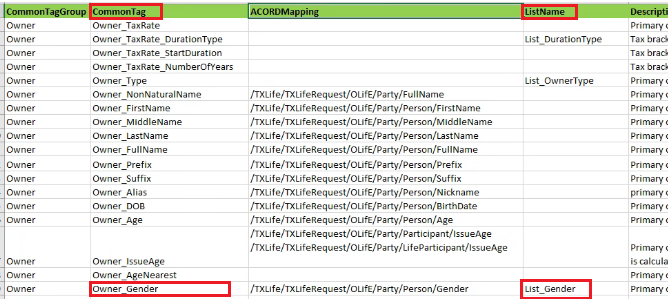 CommonTagGroup CommonTag ACORDMapping ListName Descripti
Owner Owner_TaxRate Primary o
Owner Owner_TaxRate_DurationType List_DurationType Tax brack
Owner Owner_TaxRate_StartDuration Tax brack
Owner Owner_TaxRate_NumberOfYears Tax brack
Owner Owner_Type List_OwnerType Primary o
Owner Owner_NonNaturalName /TXLife/TXLifeRequest/OLifE/Party/FullName Primary o
Owner Owner_FirstName /TXLife/TXLifeRequest/OLifE/Party/Person/FirstName Primary o
Owner Owner_MiddleName /TXLife/TXLifeRequest/OLifE/Party/Person/MiddleName Primary o
Owner Owner_LastName /TXLife/TXLifeRequest/OLifE/Party/Person/LastName Primary o
Owner Owner_FullName /TXLife/TXLifeRequest/OLifE/Party/Person/FullName Primary o
Owner Owner_Prefix /TXLife/TXLifeRequest/OLifE/Party/Person/Prefix Primary o
Owner Owner_Suffix /TXLife/TXLifeRequest/OLifE/Party/Person/Suffix Primary o
Owner Owner_Alias /TXLife/TXLifeRequest/OLifE/Party/Person/Nickname primary o
Owner Owner_DOB /TXLife/TXLifeRequest/OLifE/Party/Person/BirthDate Primary o
Owner Owner_Age /TXLife/TXLifeRequest/OLifE/Party/Person/Age Primary o
/TXLife/TXLifeRequest/OLifE/Party/Participant/IssueAge
/TXLife/TXLifeRequest/OLifE/Party/LifeParticipant/IssueAge Primary o
Owner Owner_IssueAge is calcula
Owner Owner_AgeNearest Primary o
Owner Owner_Gender /TXLife/TXLifeRequest/OLifE/Party/Person/Gender List_Gender Primary o